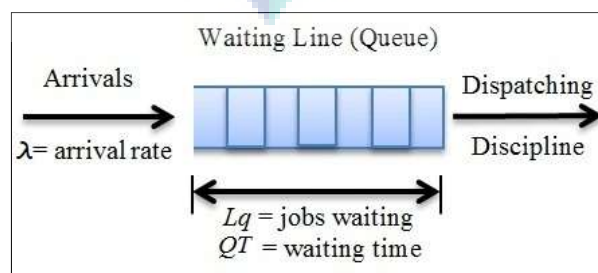 Waiting Line (Queue)
Arrivals
λ= arrival rate
Dispatching
Discipline
Lq = jobs waiting
QT = waiting time